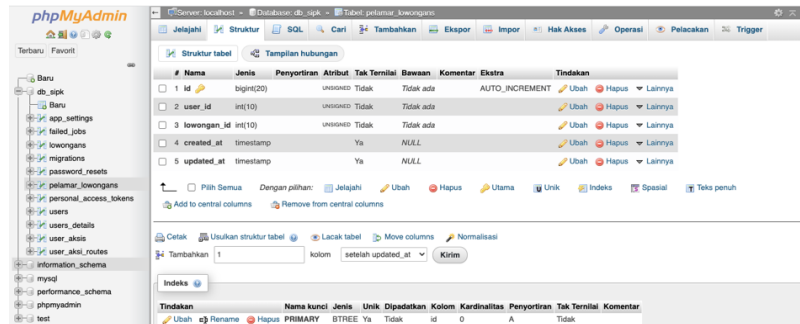 phpMyAdmin
Terbaru Favorit
Baru
db_sipk
Baru
app_settings
failed_jobs
lowongans
migrations
password_resets
pelamar_lowongans
personal_access_tokens
users
users_details
user_aksis
user_aksi_routes
information_schema
mysql
performance_schema
phpmyadmin
test
Server: localhost » Database: db_sipk » Tabel: pelamar_lowongans
Jelajahi Struktur SQL Cari Tambahkan Ekspor Impor Hak Akses Operasi Pelacakan Trigger
Struktur tabel Tampilan hubungan
# Nama Jenis Penyortiran Atribut Tak Ternilai Bawaan Komentar Ekstra Tindakan
1 id bigint(20) UNSIGNED Tidak Tidak ada AUTO_INCREMENT Ubah Hapus Lainnya
2 user_id int(10) UNSIGNED Tidak Tidak ada Ubah Hapus Lainnya
3 lowongan_id int(10) UNSIGNED Tidak Tidak ada Ubah Hapus Lainnya
4 created_at timestamp Ya NULL Ubah Hapus Lainnya
5 updated_at timestamp Ya NULL Ubah Hapus Lainnya
Pilih Semua Dengan pilihan: Jelajahi Ubah Hapus Utama Unik Indeks Spasial Teks penuh
Add to central columns Remove from central columns
Cetak Usulkan struktur tabel Lacak tabel Move columns Normalisasi
Tambahkan 1 kolom setelah updated_at Kirim
Indeks
Tindakan Nama kunci Jenis Unik Dipadatkan Kolom Kardinalitas Penyortiran Tak Ternilai Komentar
Ubah Rename Hapus PRIMARY BTREE Ya Tidak id 0 A Tidak